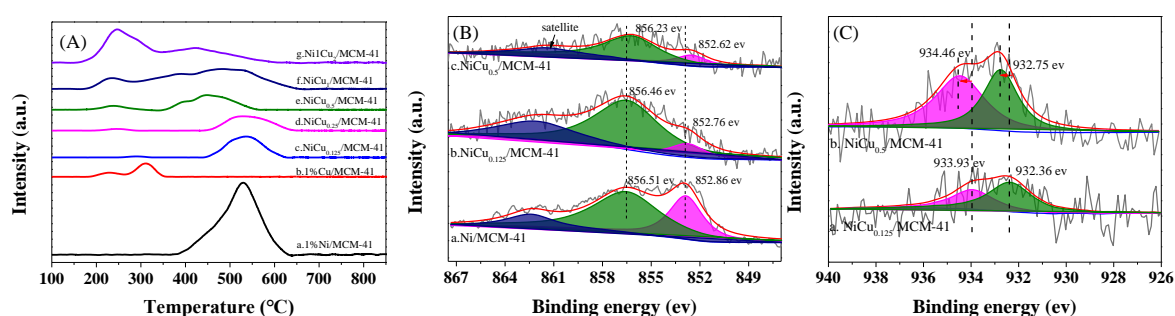 (A)
g.Ni1Cu3/MCM-41
f.NiCu1/MCM-41
e.NiCu0.5/MCM-41
d.NiCu0.25/MCM-41
c.NiCu0.125/MCM-41
b.1%Cu/MCM-41
a.1%Ni/MCM-41
Intensity (a.u.)
100 200 300 400 500 600 700 800
Temperature (℃)
(B)
satellite
856.23 ev
852.62 ev
c.NiCu0.5/MCM-41
856.46 ev
852.76 ev
b.NiCu0.125/MCM-41
856.51 ev
852.86 ev
a.Ni/MCM-41
Intensity (a.u.)
867 864 861 858 855 852 849
Binding energy (ev)
(C)
934.46 ev
932.75 ev
b. NiCu0.5/MCM-41
933.93 ev
932.36 ev
a. NiCu0.125/MCM-41
Intensity (a.u.)
940 938 936 934 932 930 928 926
Binding energy (ev)